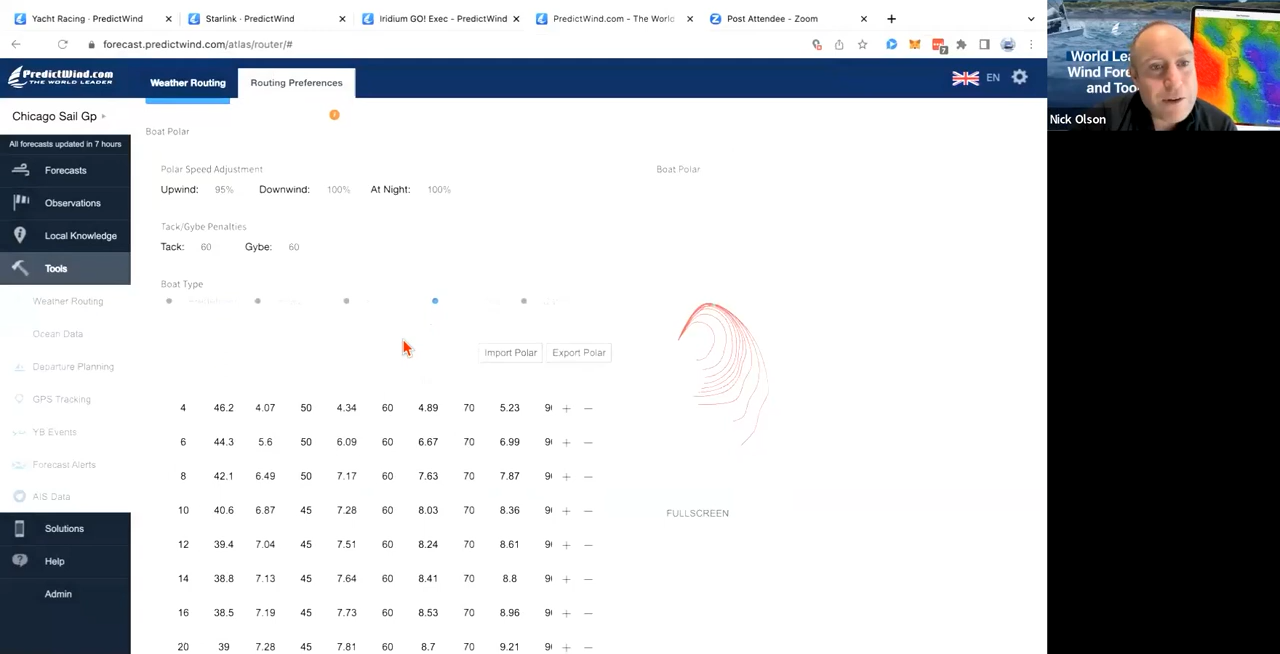 Yacht Racing · PredictWind ×
Starlink · PredictWind ×
Iridium GO! Exec - PredictWind ×
PredictWind.com - The World ×
Post Attendee - Zoom ×
forecast.predictwind.com/atlas/router/#
7
PredictWind.com
THE WORLD LEADER
Weather Routing
Routing Preferences
EN
Chicago Sail Gp
All forecasts updated in 7 hours
Forecasts
Observations
Local Knowledge
Tools
Weather Routing
Ocean Data
Departure Planning
GPS Tracking
YB Events
Forecast Alerts
AIS Data
Solutions
Help
Admin
Boat Polar
Polar Speed Adjustment
Upwind: 95% Downwind: 100% At Night: 100%
Tack/Gybe Penalties
Tack: 60 Gybe: 60
Boat Type
Import Polar Export Polar
4 46.2 4.07 50 4.34 60 4.89 70 5.23 + −
6 44.3 5.6 50 6.09 60 6.67 70 6.99 + −
8 42.1 6.49 50 7.17 60 7.63 70 7.87 + −
10 40.6 6.87 45 7.28 60 8.03 70 8.36 + −
12 39.4 7.04 45 7.51 60 8.24 70 8.61 + −
14 38.8 7.13 45 7.64 60 8.41 70 8.8 + −
16 38.5 7.19 45 7.73 60 8.53 70 8.96 + −
20 39 7.28 45 7.81 60 8.7 70 9.21 + −
Boat Polar
FULLSCREEN
World
Wind
and
Nick Olson